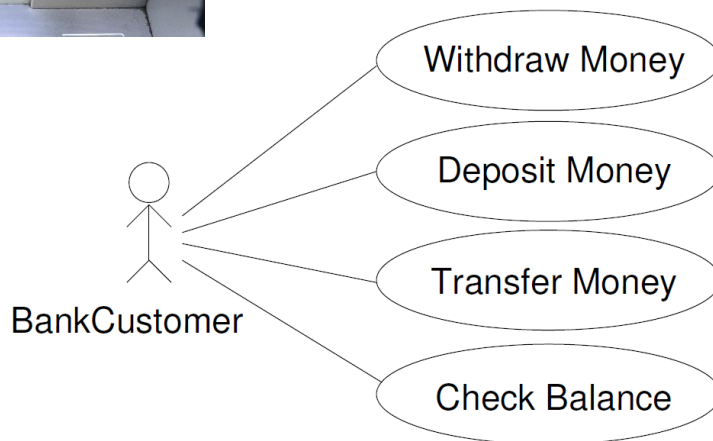 Withdraw Money
Deposit Money
Transfer Money
BankCustomer
Check Balance